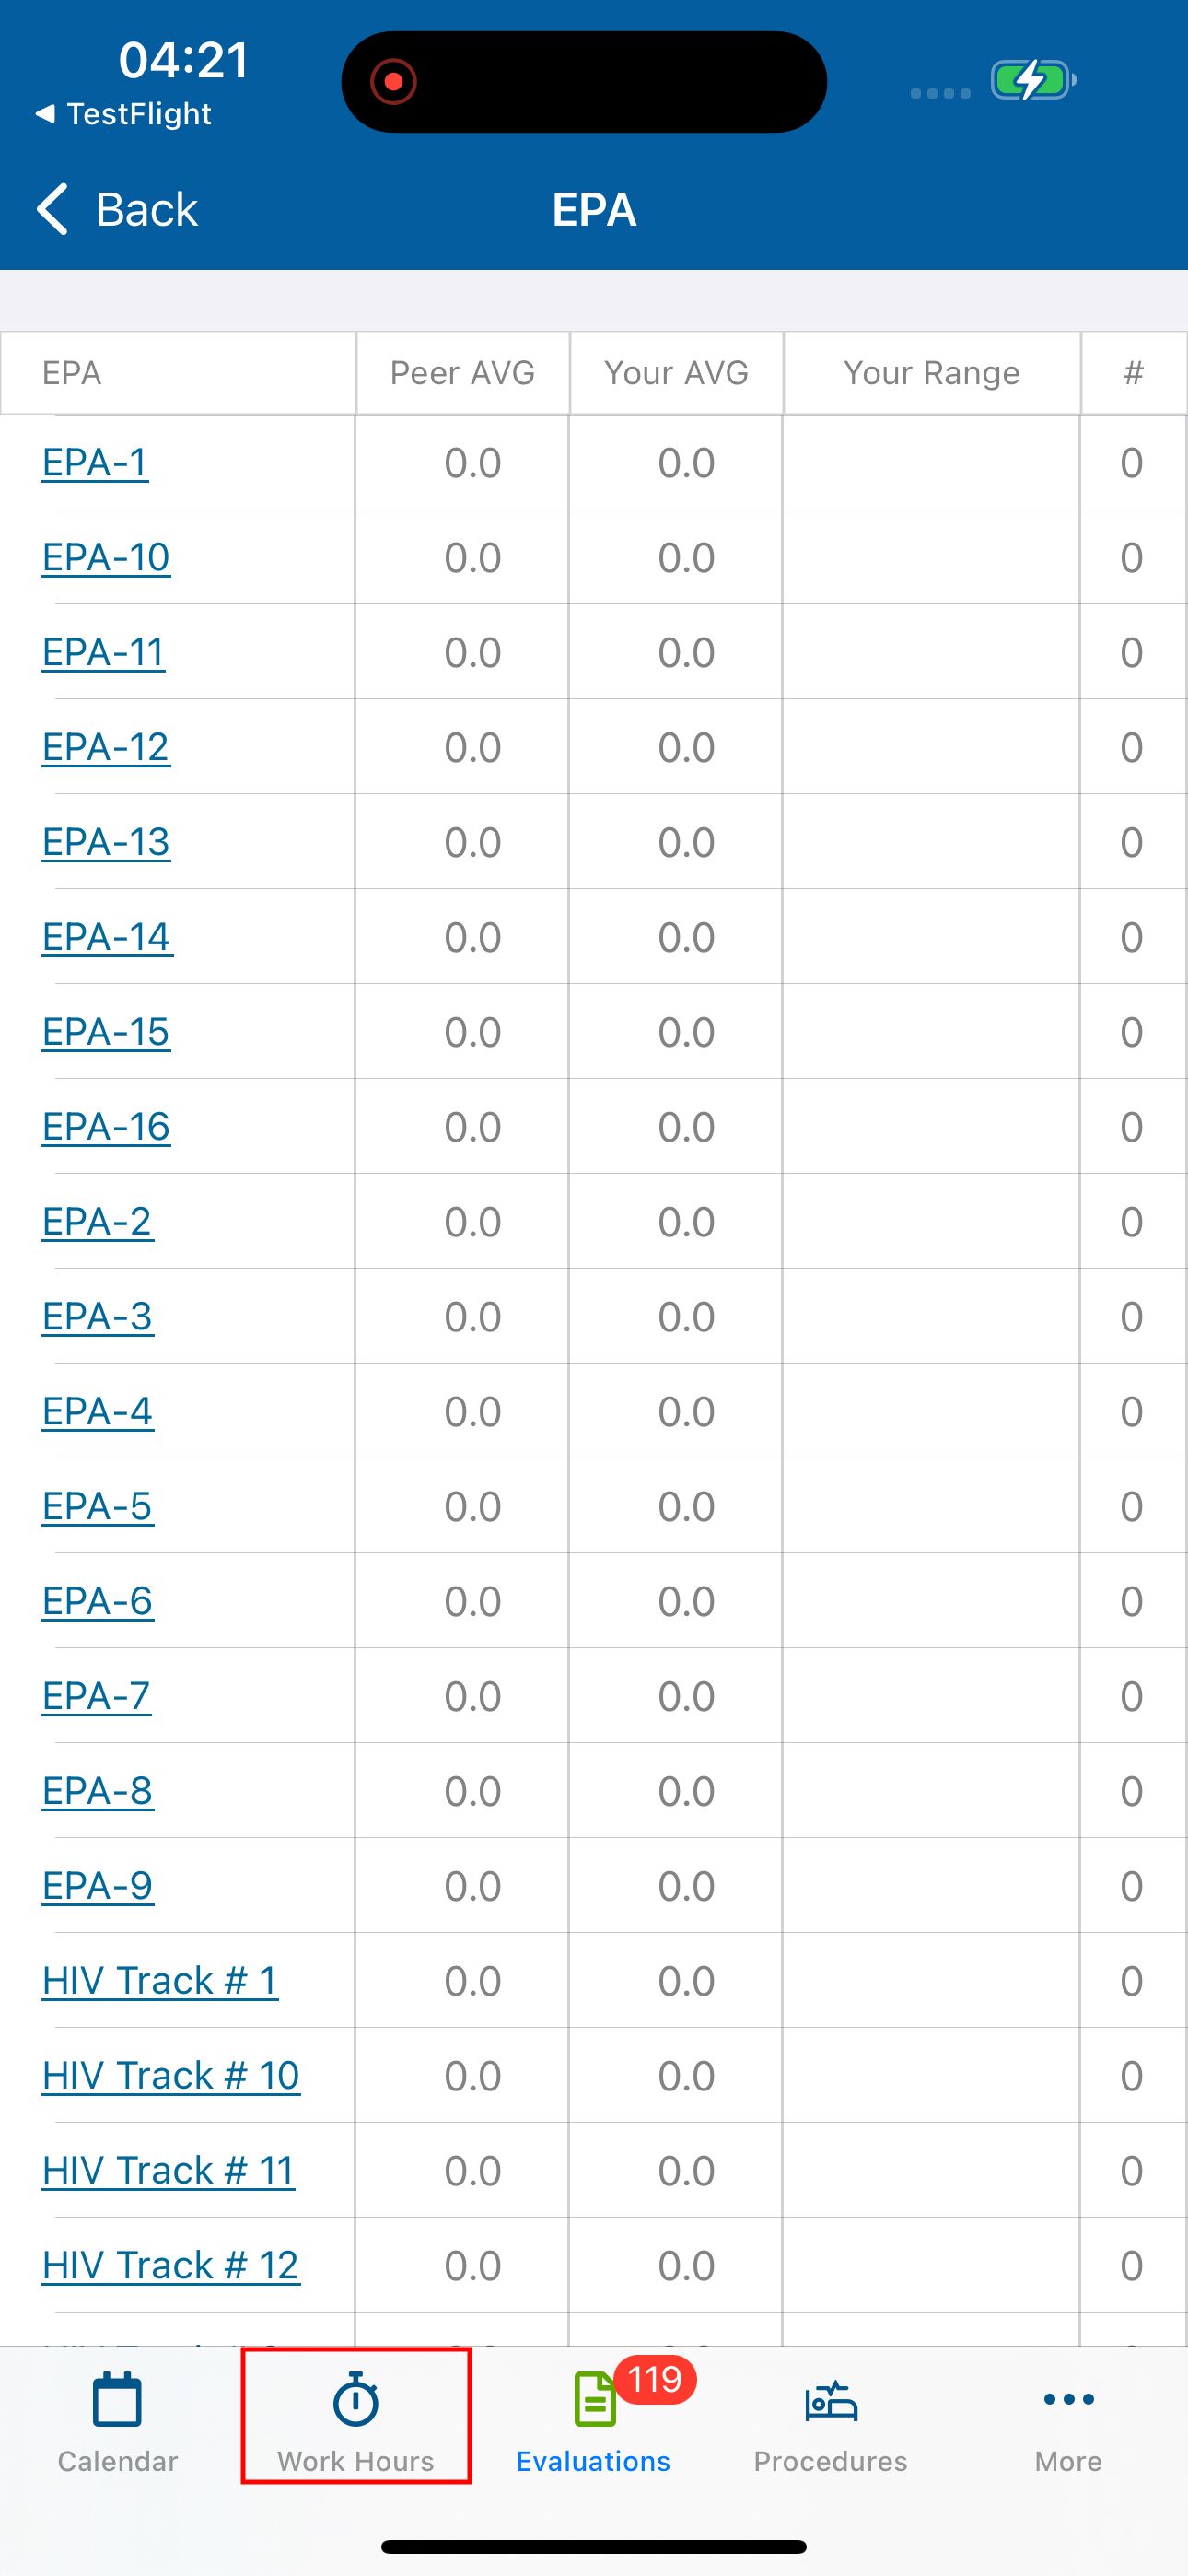 04:21
TestFlight
Back
EPA
EPA Peer AVG Your AVG Your Range #
EPA-1 0.0 0.0 0
EPA-10 0.0 0.0 0
EPA-11 0.0 0.0 0
EPA-12 0.0 0.0 0
EPA-13 0.0 0.0 0
EPA-14 0.0 0.0 0
EPA-15 0.0 0.0 0
EPA-16 0.0 0.0 0
EPA-2 0.0 0.0 0
EPA-3 0.0 0.0 0
EPA-4 0.0 0.0 0
EPA-5 0.0 0.0 0
EPA-6 0.0 0.0 0
EPA-7 0.0 0.0 0
EPA-8 0.0 0.0 0
EPA-9 0.0 0.0 0
HIV Track # 1 0.0 0.0 0
HIV Track # 10 0.0 0.0 0
HIV Track # 11 0.0 0.0 0
HIV Track # 12 0.0 0.0 0
119
Calendar Work Hours Evaluations Procedures More